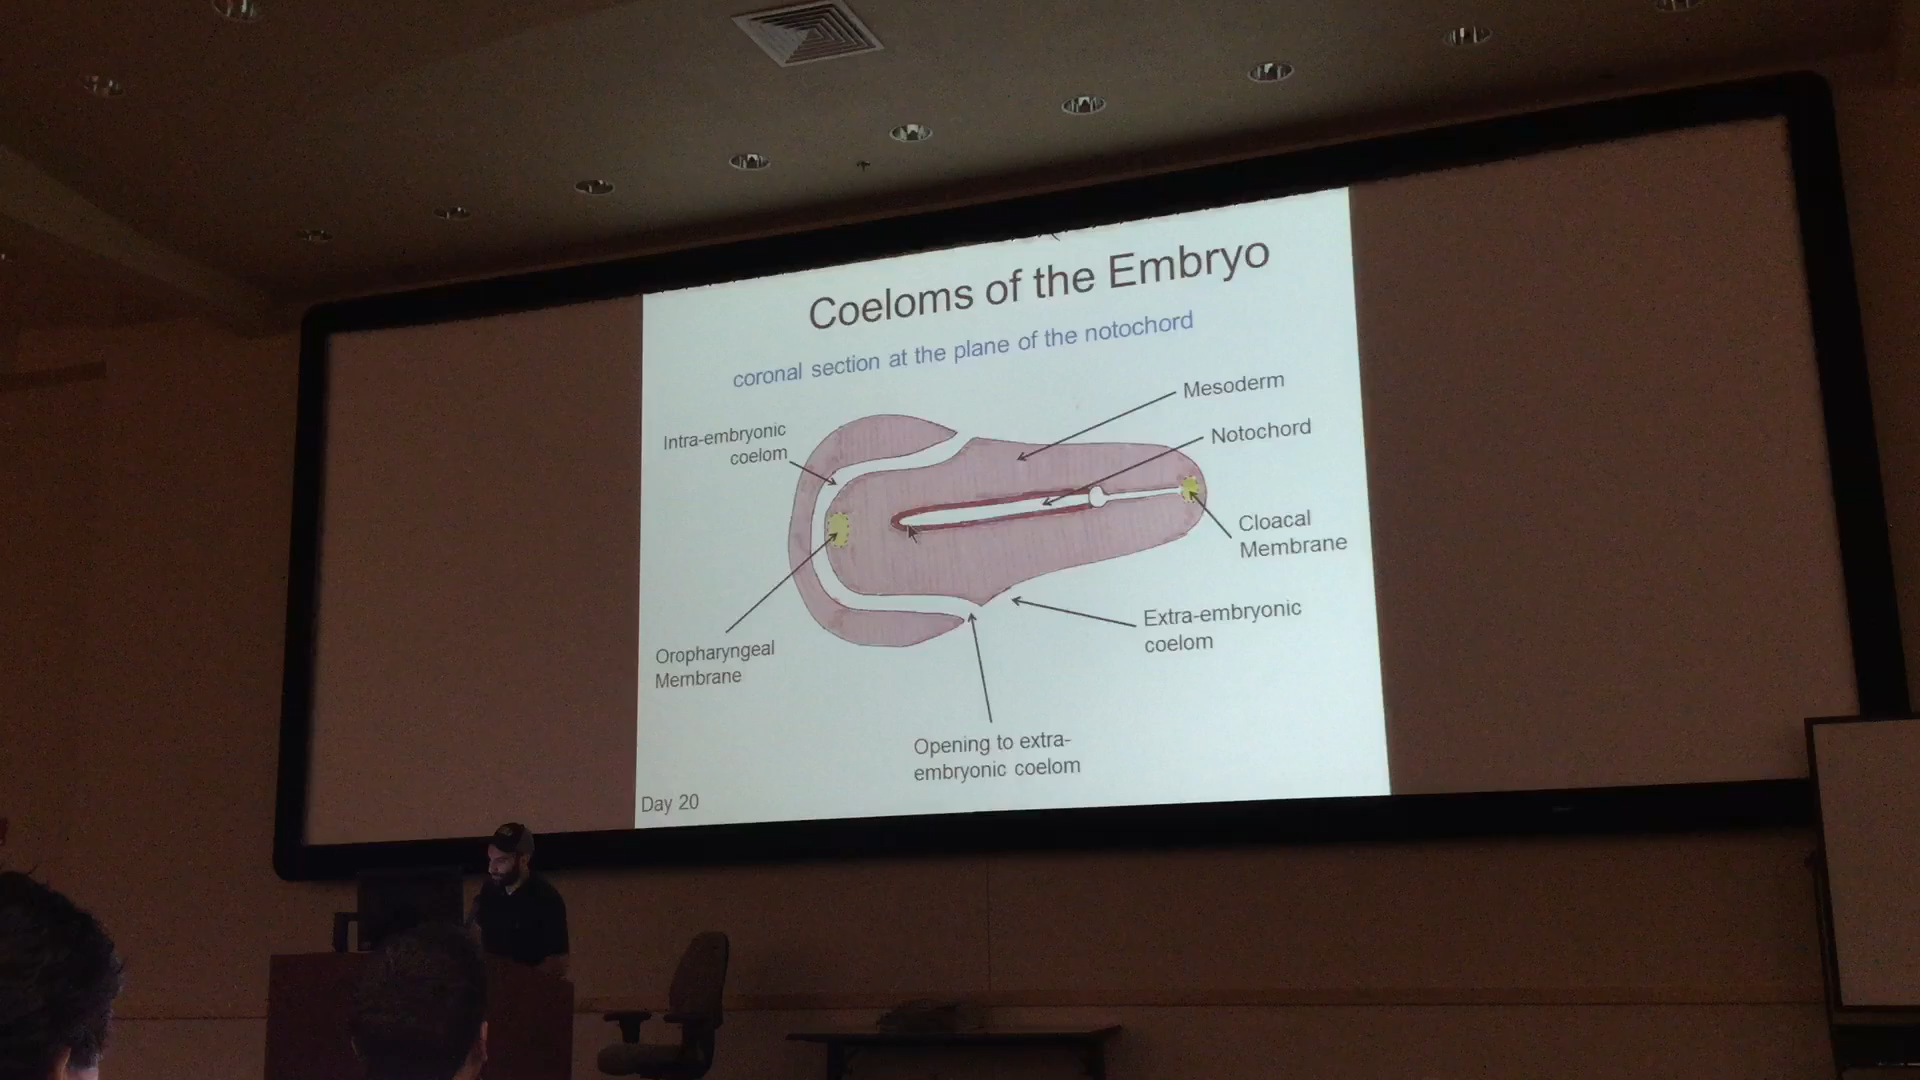 Coeloms of the Embryo
coronal section at the plane of the notochord
Mesoderm
Intra-embryonic
coelom
Notochord
Cloacal
Membrane
Extra-embryonic
coelom
Oropharyngeal
Membrane
Opening to extra-
embryonic coelom
Day 20